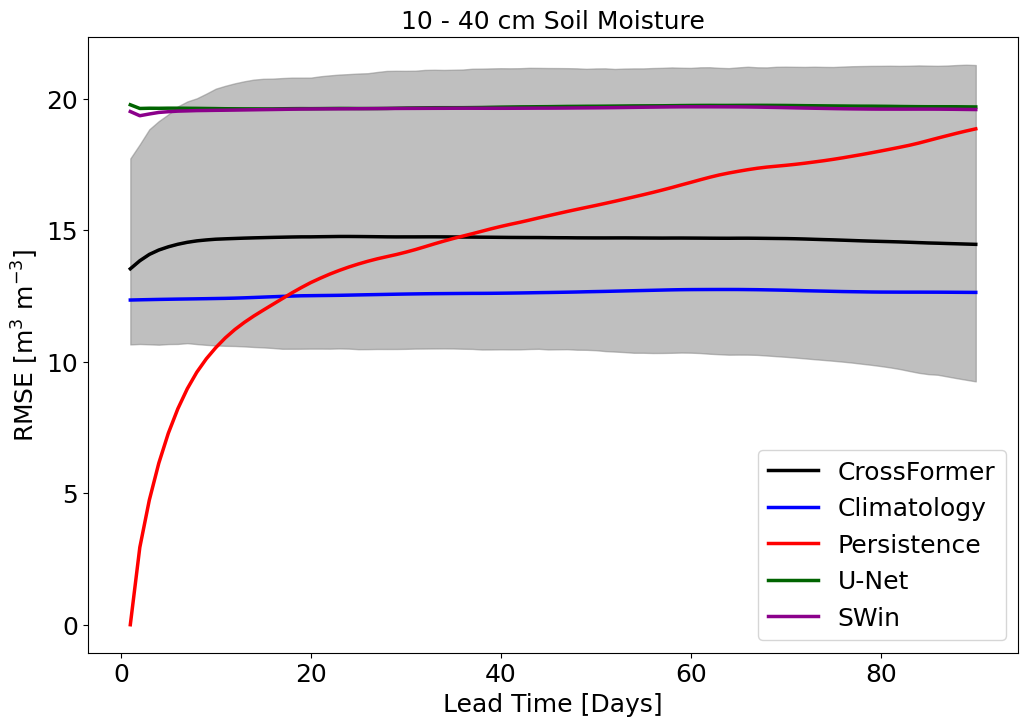 10 - 40 cm Soil Moisture
RMSE [m³ m⁻³]
20
15
10
5
0
0 20 40 60 80
Lead Time [Days]
CrossFormer
Climatology
Persistence
U-Net
SWin